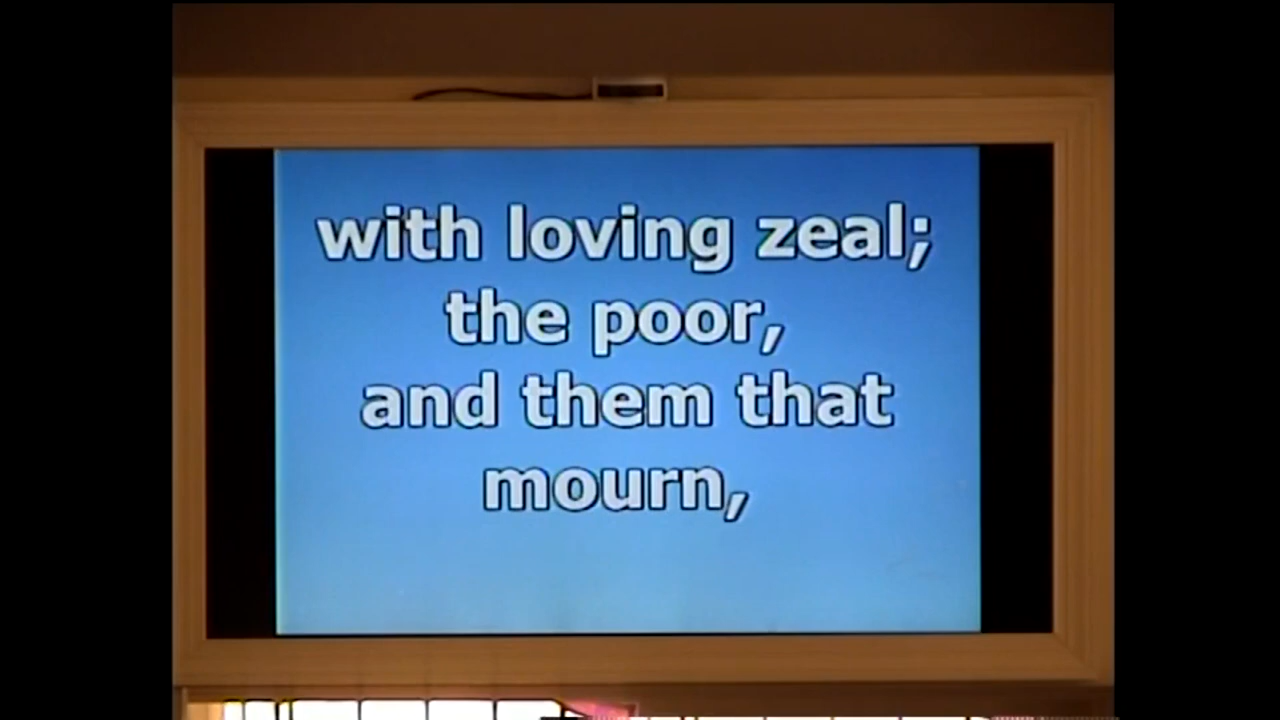 with loving zeal;
the poor,
and them that
mourn,